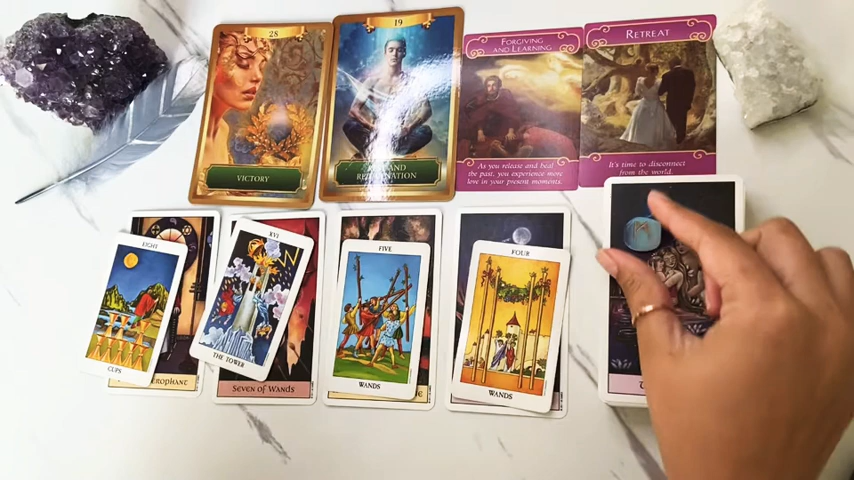 28
VICTORY
19
FORGIVING
AND LEARNING
As you release and heal
the past, you experience more
love in your present moments.
RETREAT
It's time to disconnect
from the world.
EIGHT
CUPS
XVI
THE TOWER
SEVEN OF WANDS
FIVE
WANDS
FOUR
WANDS